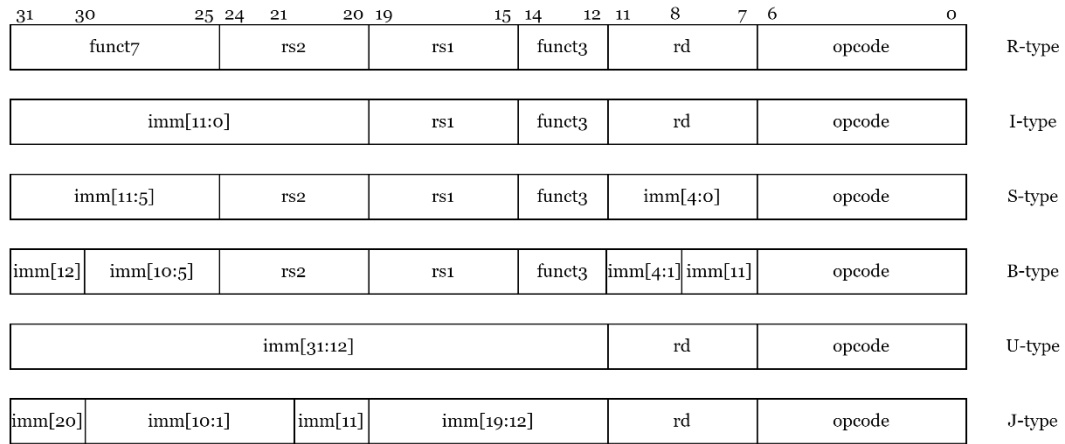 31 30 25 24 21 20 19 15 14 12 11 8 7 6 0
funct7 rs2 rs1 funct3 rd opcode R-type
imm[11:0] rs1 funct3 rd opcode I-type
imm[11:5] rs2 rs1 funct3 imm[4:0] opcode S-type
imm[12] imm[10:5] rs2 rs1 funct3 imm[4:1] imm[11] opcode B-type
imm[31:12] rd opcode U-type
imm[20] imm[10:1] imm[11] imm[19:12] rd opcode J-type